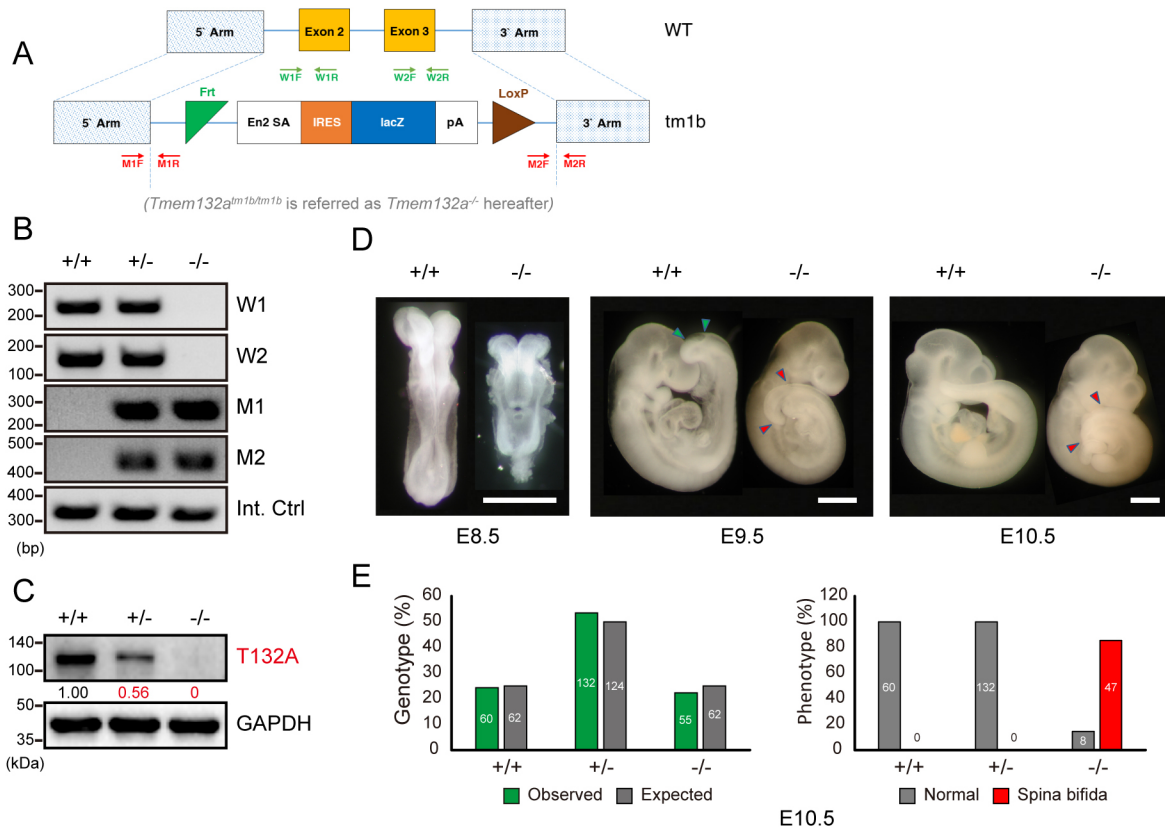 A
5` Arm
Exon 2
Exon 3
3` Arm
WT
W1F
W1R
W2F
W2R
Frt
LoxP
5` Arm
En2 SA
IRES
lacZ
pA
3` Arm
tm1b
M1F
M1R
M2F
M2R
(Tmem132a^tm1b/tm1b is referred as Tmem132a^-/- hereafter)
B
+/+ +/- -/-
300
200
W1
200
100
W2
300
200
M1
500
400
M2
400
300
Int. Ctrl
(bp)
C
+/+ +/- -/-
140
100
T132A
1.00 0.56 0
50
35
GAPDH
(kDa)
D
+/+ -/- +/+ -/- +/+ -/-
E8.5 E9.5 E10.5
E
Genotype (%)
60
50
40
30
20
10
0
60 62 132 124 55 62
+/+ +/- -/-
Observed Expected
Phenotype (%)
120
100
80
60
40
20
0
60 0 132 0 8 47
+/+ +/- -/-
Normal Spina bifida
E10.5